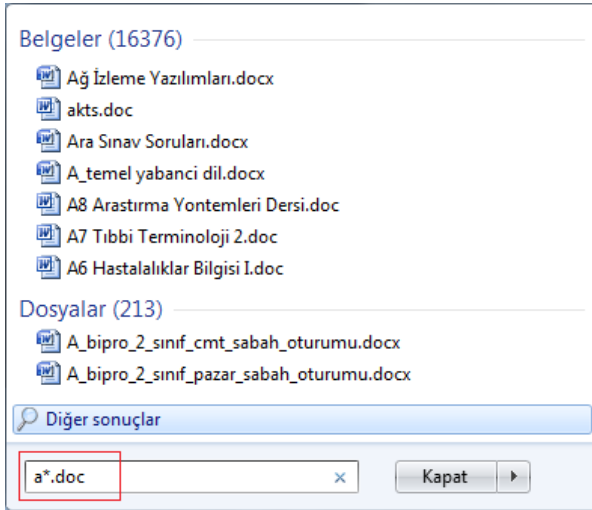 Belgeler (16376)
Ağ İzleme Yazılımları.docx
akts.doc
Ara Sınav Soruları.docx
A_temel yabanci dil.docx
A8 Arastırma Yontemleri Dersi.doc
A7 Tıbbi Terminoloji 2.doc
A6 Hastalalıklar Bilgisi I.doc
Dosyalar (213)
A_bipro_2_sınıf_cmt_sabah_oturumu.docx
A_bipro_2_sınıf_pazar_sabah_oturumu.docx
Diğer sonuçlar
a*.doc Kapat